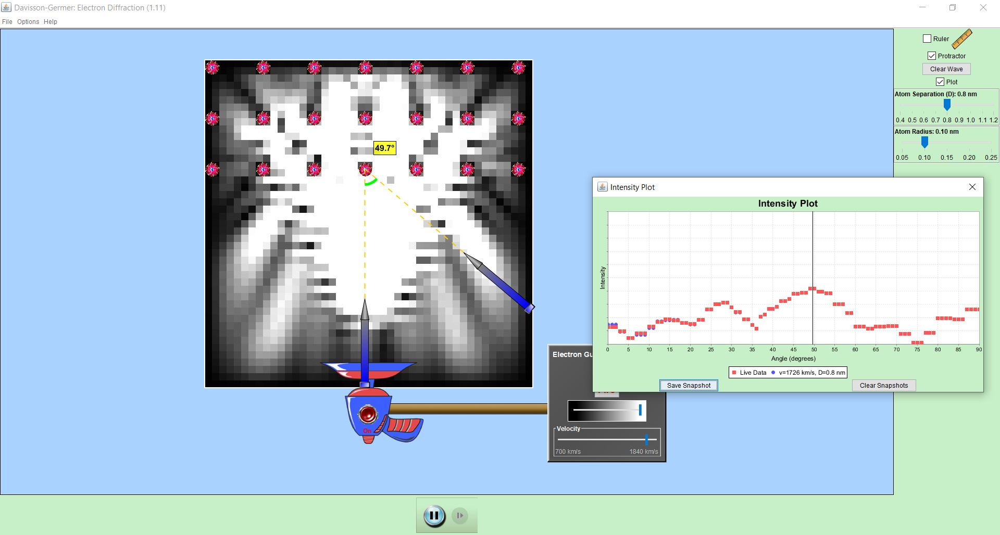 Davisson-Germer: Electron Diffraction (1.11)
File Options Help
Ruler
Protractor
Clear Wave
Plot
Atom Separation (D): 0.8 nm
0.4 0.5 0.6 0.7 0.8 0.9 1.0 1.1 1.2
Atom Radius: 0.10 nm
0.05 0.10 0.15 0.20 0.25
49.7°
Intensity Plot
Intensity Plot
Intensity
0 5 10 15 20 25 30 35 40 45 50 55 60 65 70 75 80 85 90
Angle (degrees)
Live Data v=1726 km/s, D=0.8 nm
Save Snapshot Clear Snapshots
Electron
Velocity
700 km/s 1840 km/s
On